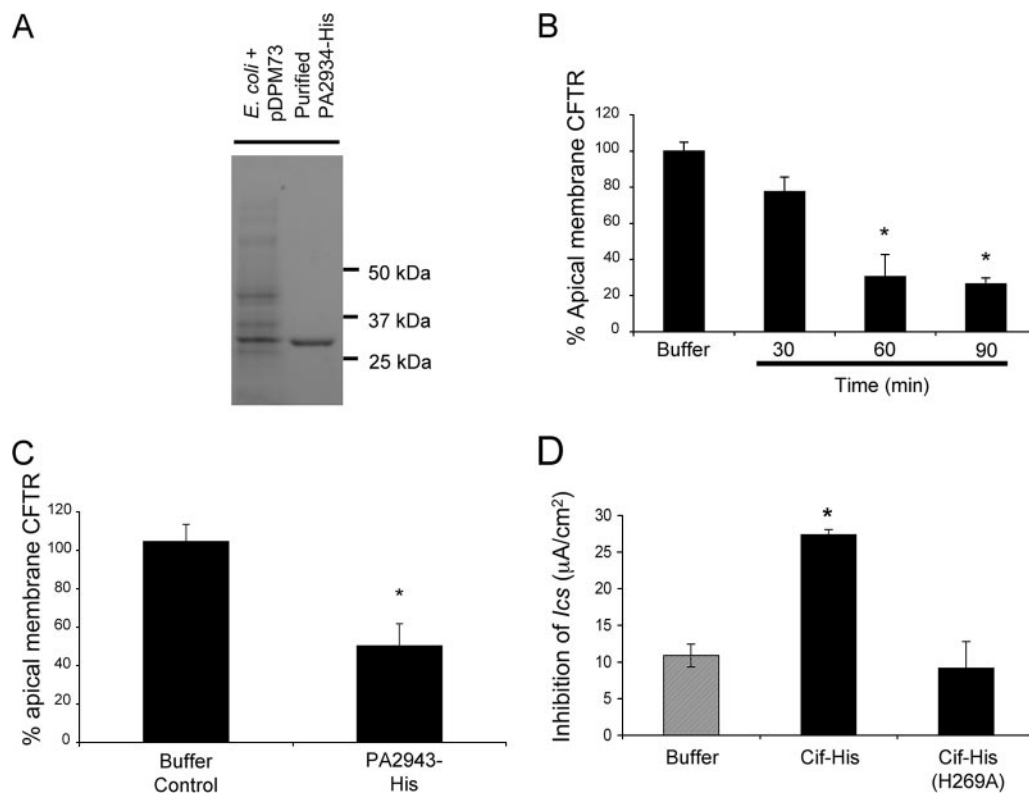 A
E. coli +
pDPM73
Purified
PA2934-His
50 kDa
37 kDa
25 kDa
B
% Apical membrane CFTR
120
100
80
60
40
20
0
*
*
Buffer
30
60
90
Time (min)
C
% apical membrane CFTR
120
100
80
60
40
20
0
*
Buffer
Control
PA2943-
His
D
Inhibition of Ics (μA/cm²)
30
25
20
15
10
5
0
*
Buffer
Cif-His
Cif-His
(H269A)